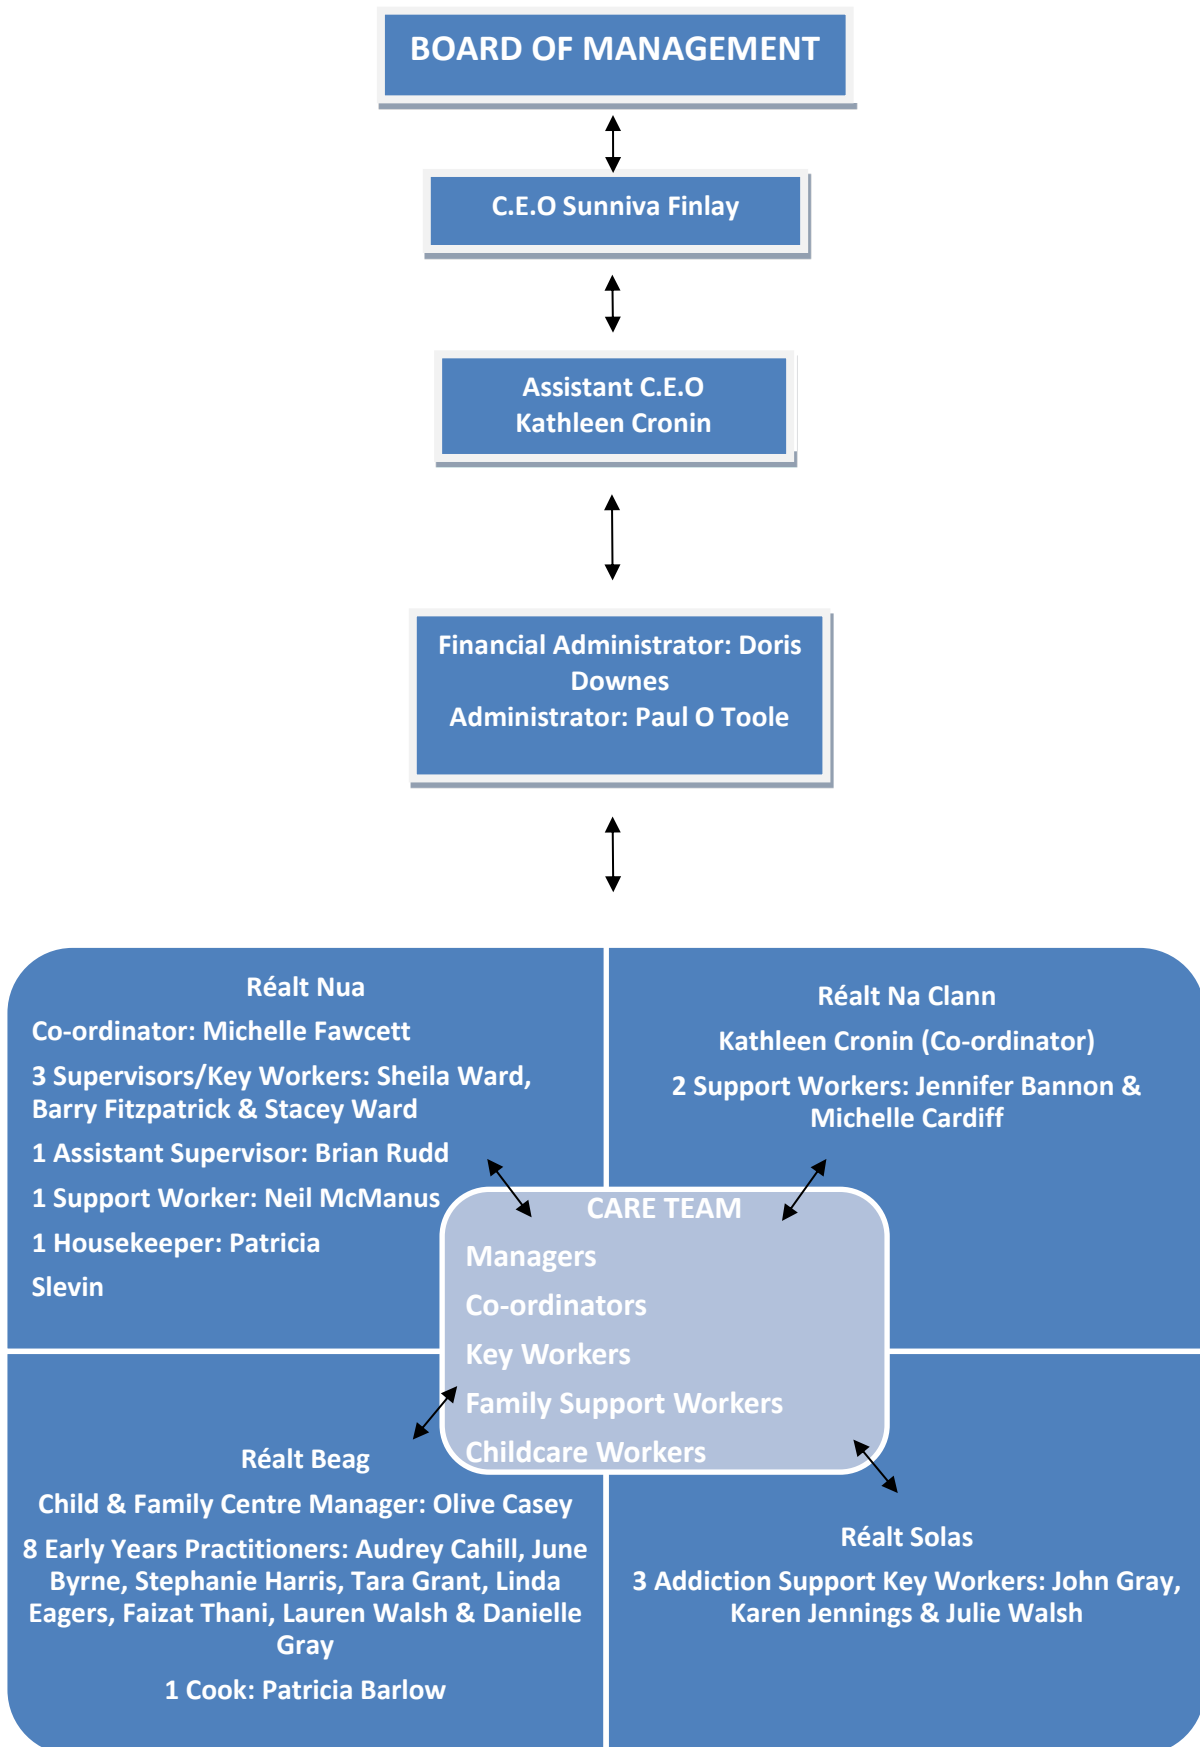 BOARD OF MANAGEMENT
C.E.O Sunniva Finlay
Assistant C.E.O
Kathleen Cronin
Financial Administrator: Doris
Downes
Administrator: Paul O Toole
Réalt Nua
Co-ordinator: Michelle Fawcett
3 Supervisors/Key Workers: Sheila Ward,
Barry Fitzpatrick & Stacey Ward
1 Assistant Supervisor: Brian Rudd
1 Support Worker: Neil McManus
1 Housekeeper: Patricia
Slevin
Réalt Na Clann
Kathleen Cronin (Co-ordinator)
2 Support Workers: Jennifer Bannon &
Michelle Cardiff
CARE TEAM
Managers
Co-ordinators
Key Workers
Family Support Workers
Childcare Workers
Réalt Beag
Child & Family Centre Manager: Olive Casey
8 Early Years Practitioners: Audrey Cahill, June
Byrne, Stephanie Harris, Tara Grant, Linda
Eagers, Faizat Thani, Lauren Walsh & Danielle
Gray
1 Cook: Patricia Barlow
Réalt Solas
3 Addiction Support Key Workers: John Gray,
Karen Jennings & Julie Walsh